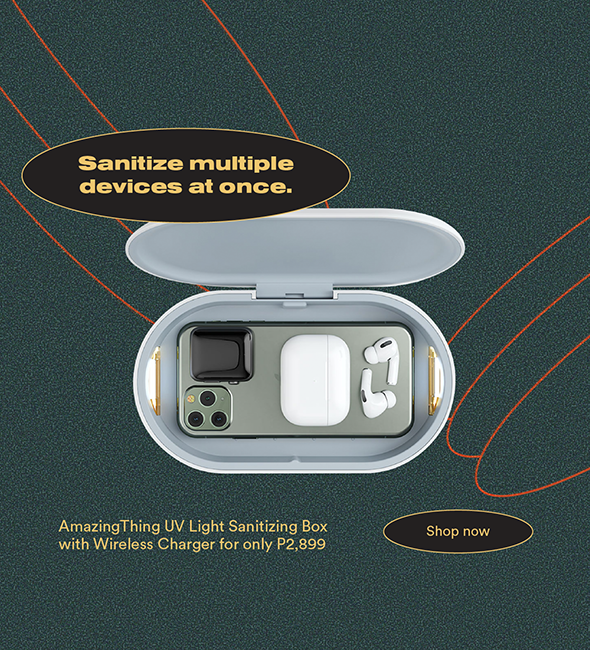 Sanitize multiple
devices at once.
AmazingThing UV Light Sanitizing Box
with Wireless Charger for only P2,899
Shop now